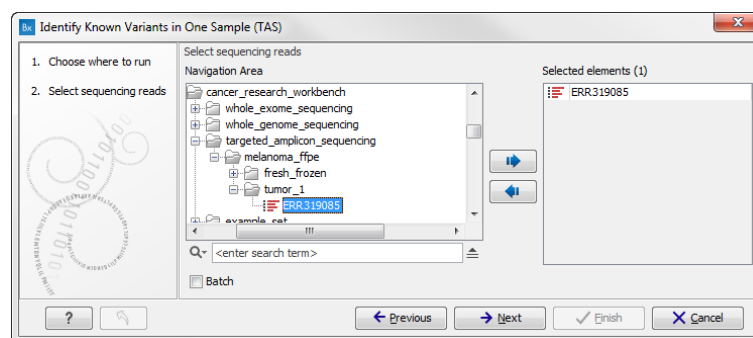 Bx Identify Known Variants in One Sample (TAS)
1. Choose where to run
2. Select sequencing reads
Select sequencing reads
Navigation Area
cancer_research_workbench
whole_exome_sequencing
whole_genome_sequencing
targeted_amplicon_sequencing
melanoma_ffpe
fresh_frozen
tumor_1
ERR319085
example_set
<enter search term>
Batch
Selected elements (1)
ERR319085
? Previous Next Finish Cancel